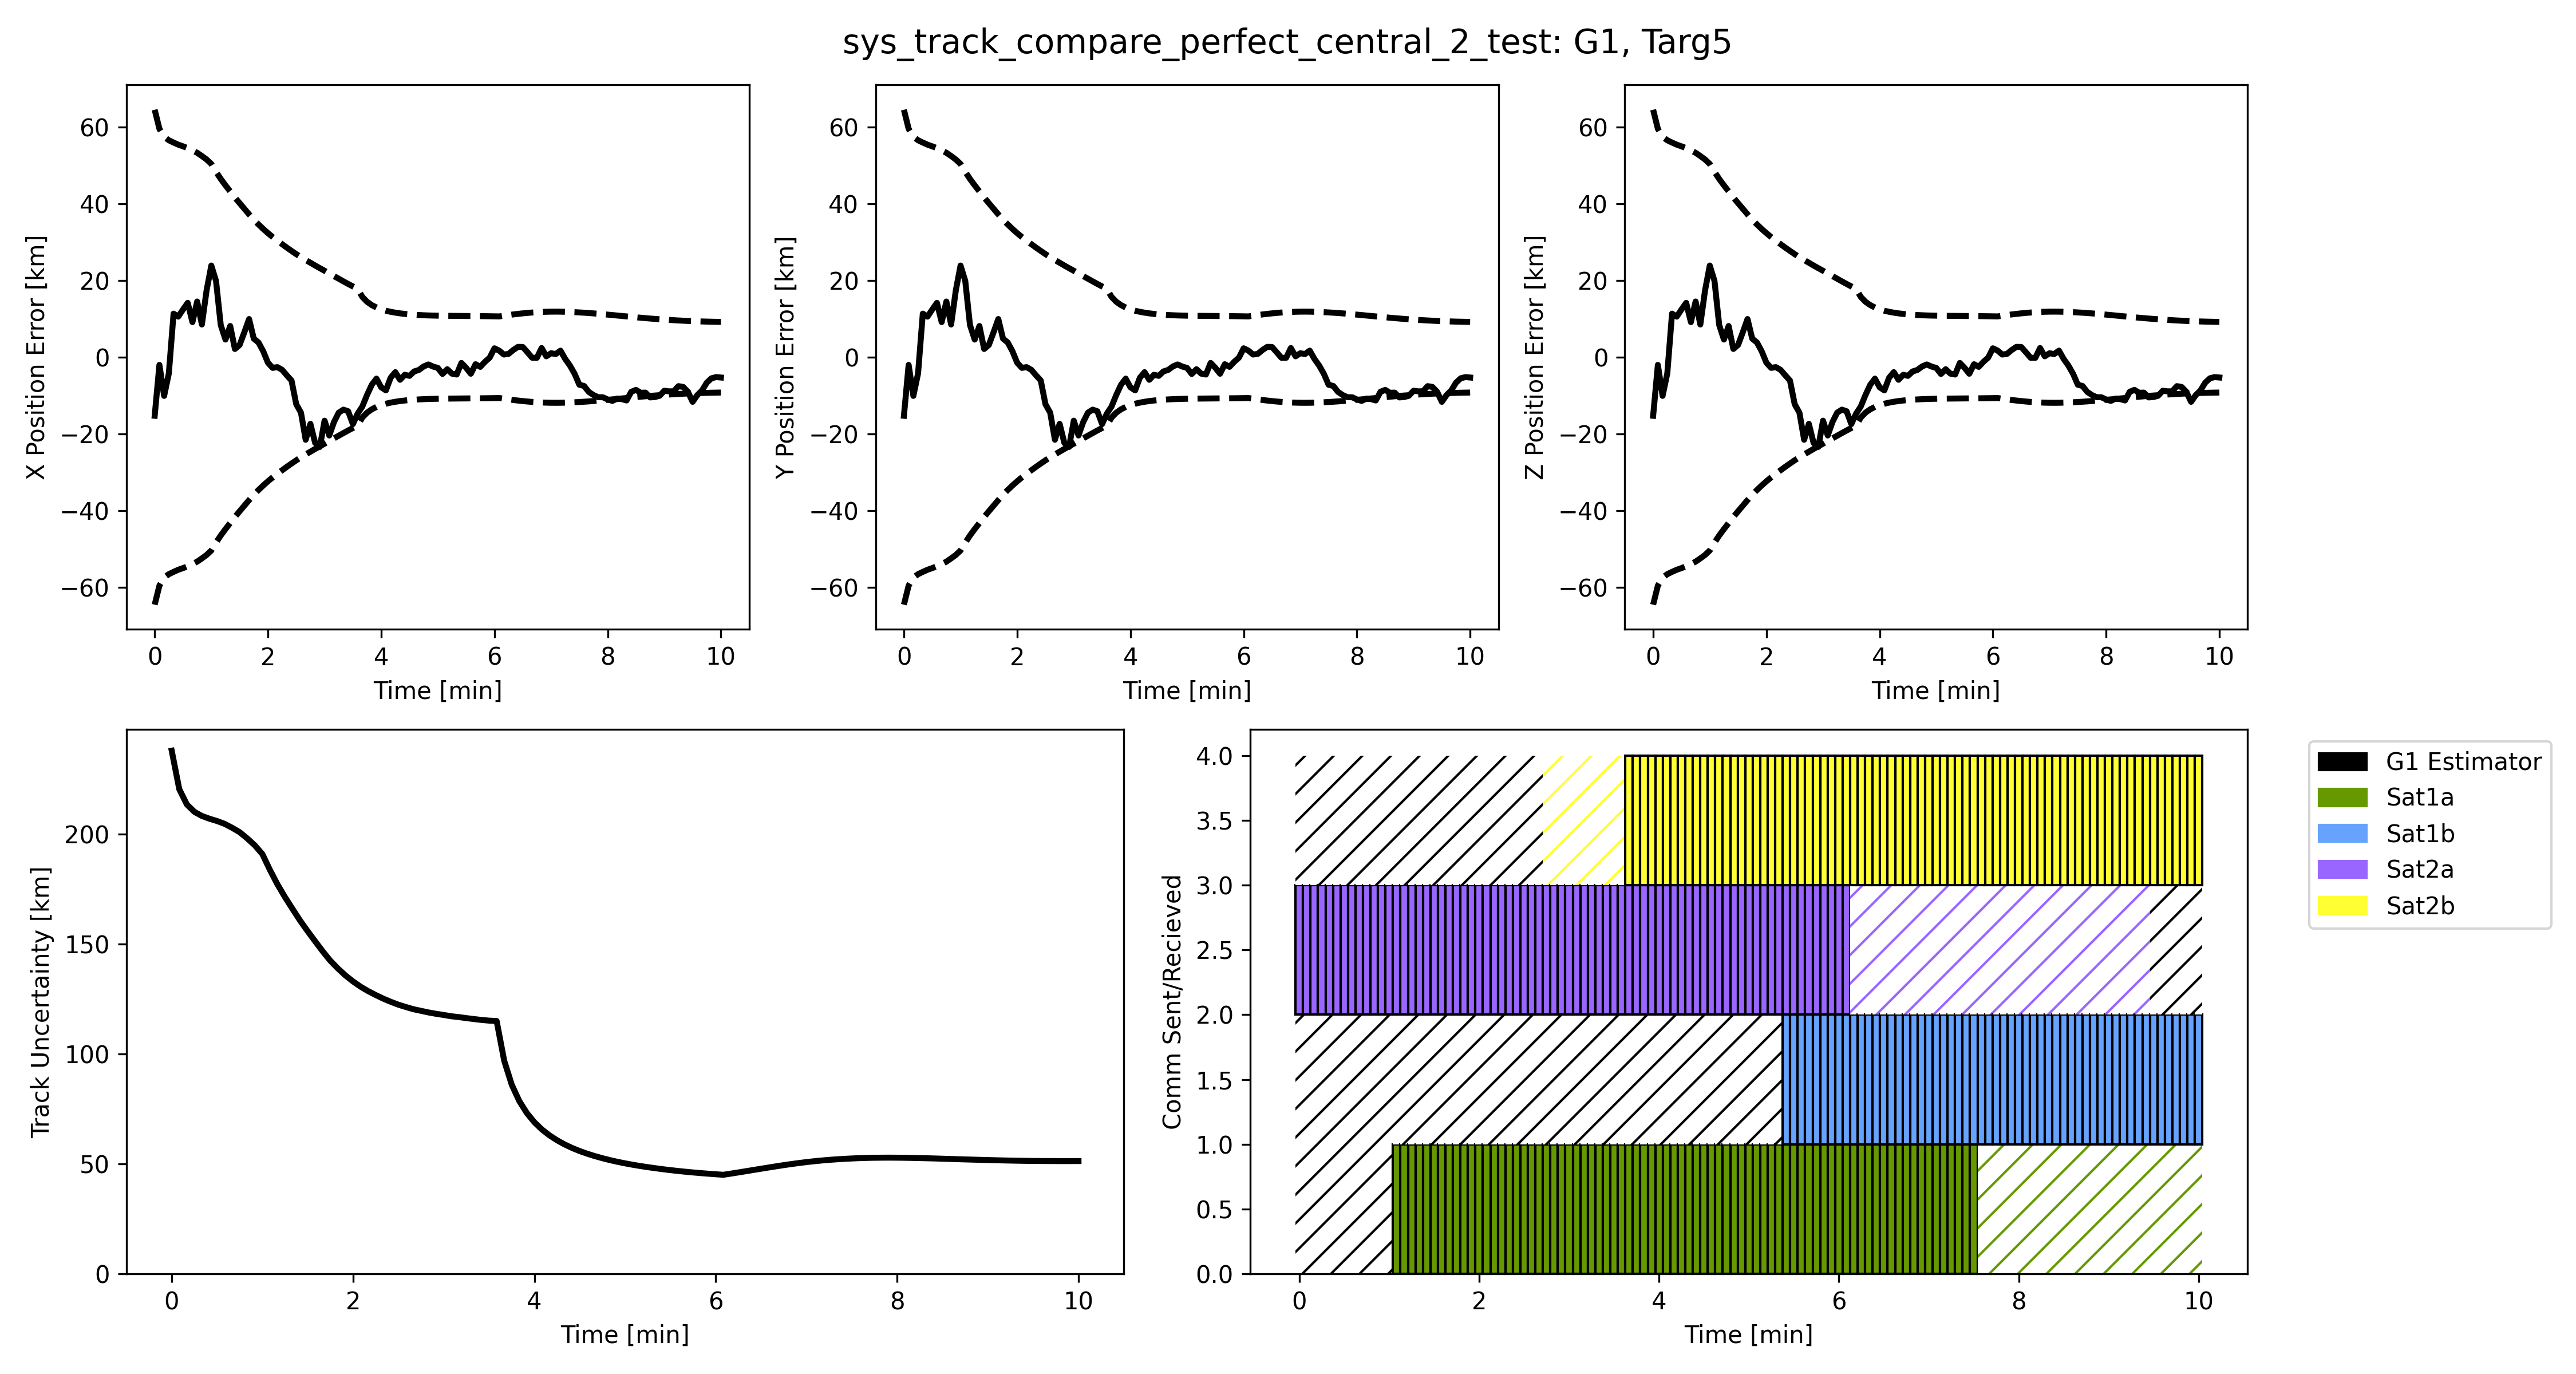 sys_track_compare_perfect_central_2_test: G1, Targ5
X Position Error [km]
60
40
20
0
−20
−40
−60
0 2 4 6 8 10
Time [min]
Y Position Error [km]
60
40
20
0
−20
−40
−60
0 2 4 6 8 10
Time [min]
Z Position Error [km]
60
40
20
0
−20
−40
−60
0 2 4 6 8 10
Time [min]
Track Uncertainty [km]
200
150
100
50
0
0 2 4 6 8 10
Time [min]
Comm Sent/Recieved
4.0
3.5
3.0
2.5
2.0
1.5
1.0
0.5
0.0
0 2 4 6 8 10
Time [min]
G1 Estimator
Sat1a
Sat1b
Sat2a
Sat2b